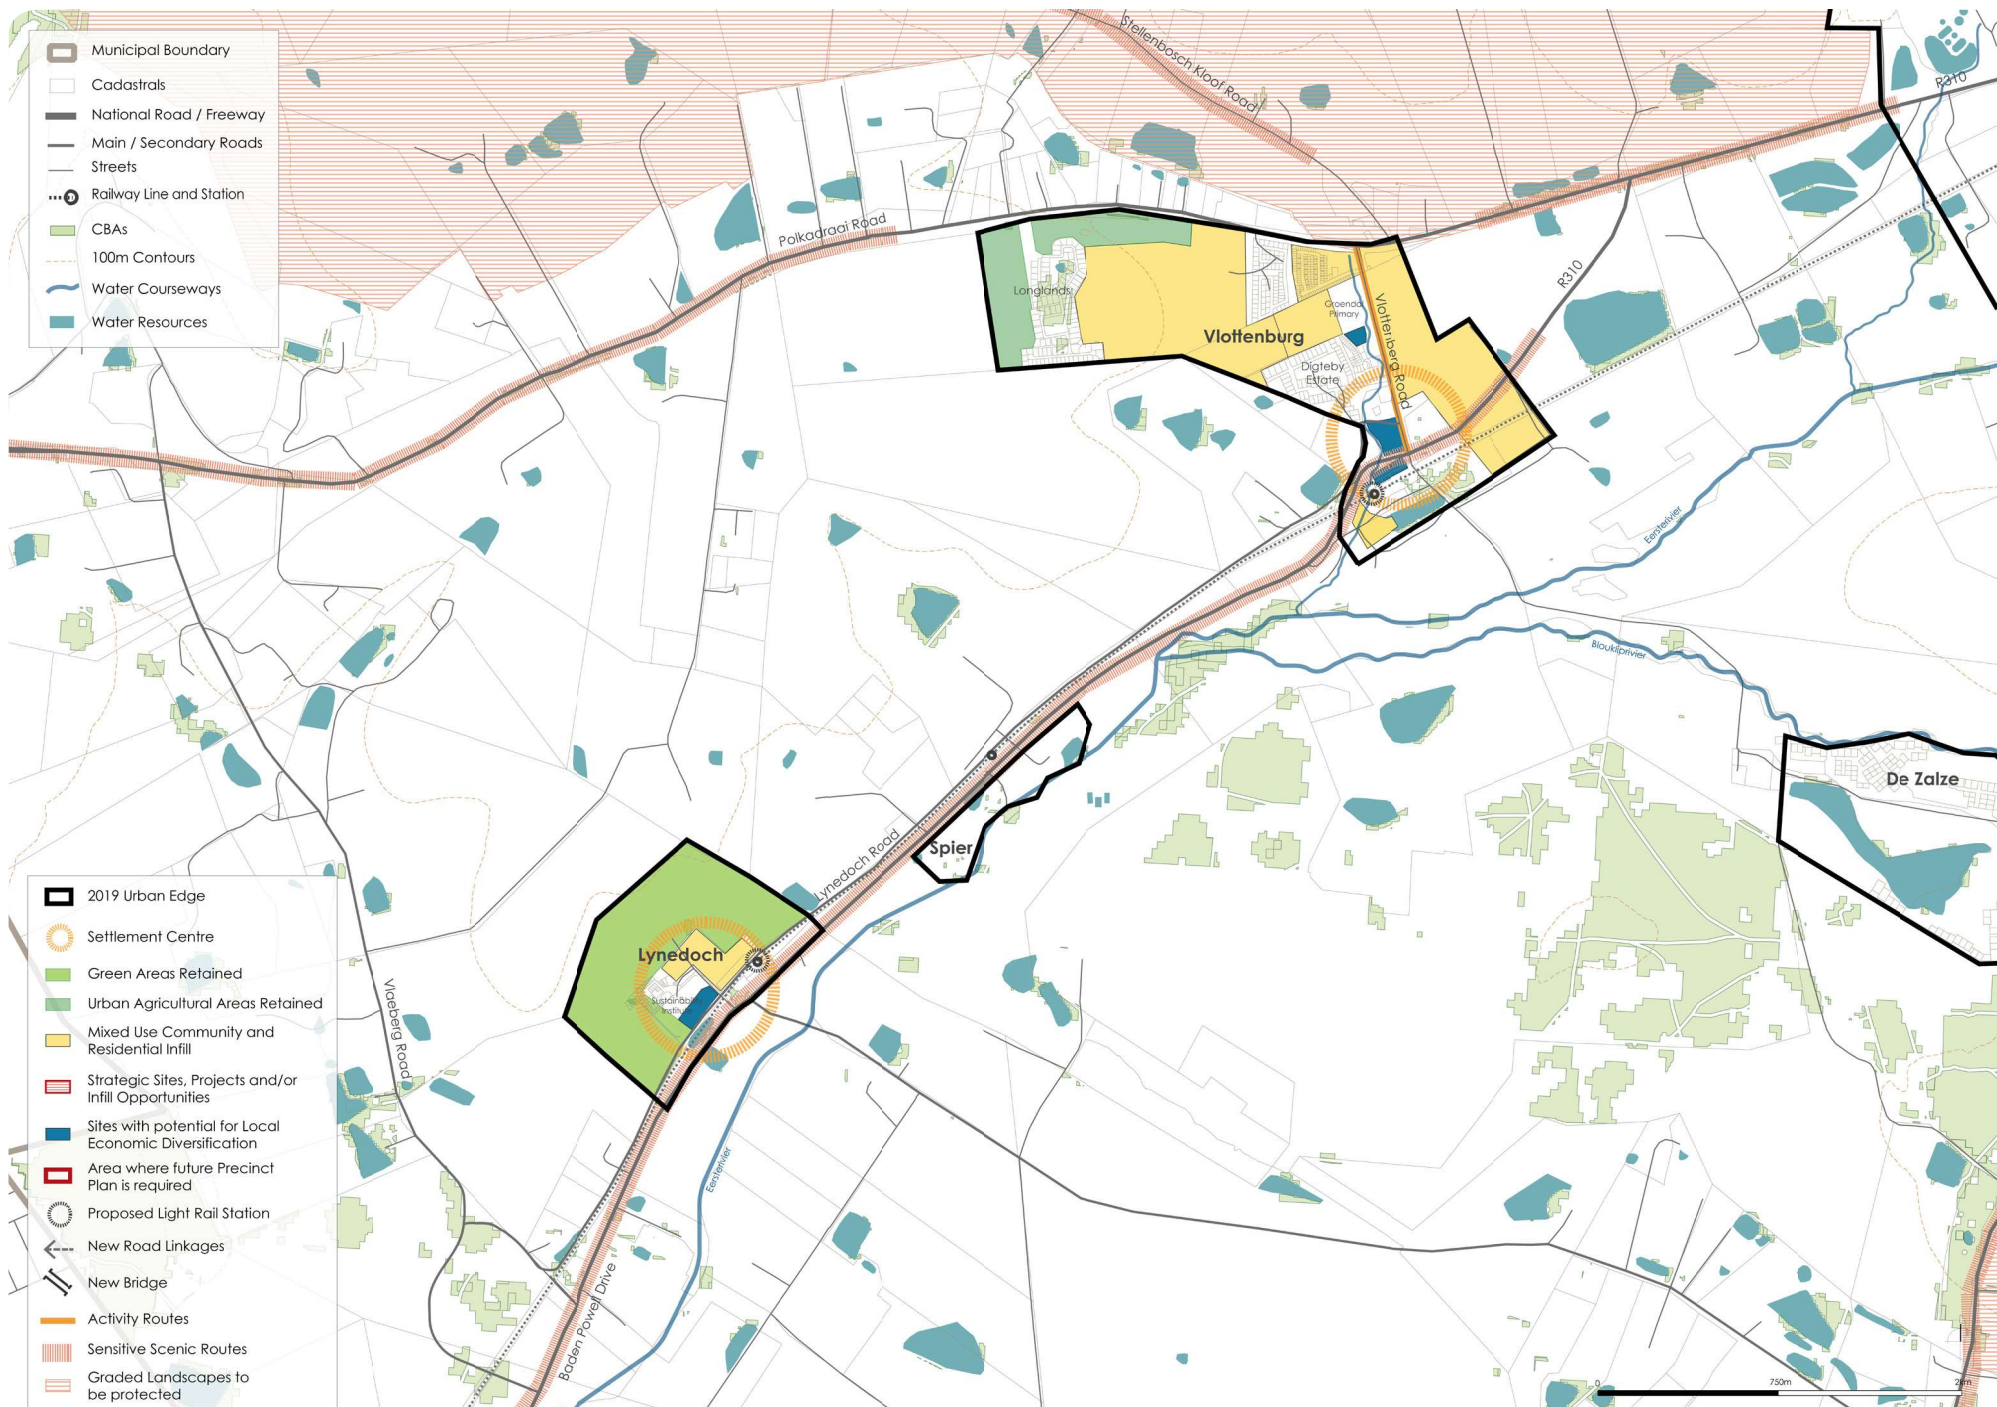 Municipal Boundary
Cadastrals
National Road / Freeway
Main / Secondary Roads
Streets
Railway Line and Station
CBAs
100m Contours
Water Courseways
Water Resources
Stellenbosch Kloof Road
R310
Polkadraai Road
R310
Longlands
Groendal
Primary
Vlottenburg
Vlottenberg Road
Digteby
Estate
Eersterivier
Bloukliprivier
De Zalze
Spier
Lynedoch Road
Lynedoch
Sustainability
Institute
Vlaeberg Road
Eersterivier
Baden Powell Drive
2019 Urban Edge
Settlement Centre
Green Areas Retained
Urban Agricultural Areas Retained
Mixed Use Community and
Residential Infill
Strategic Sites, Projects and/or
Infill Opportunities
Sites with potential for Local
Economic Diversification
Area where future Precinct
Plan is required
Proposed Light Rail Station
New Road Linkages
New Bridge
Activity Routes
Sensitive Scenic Routes
Graded Landscapes to
be protected
0 750m 2km